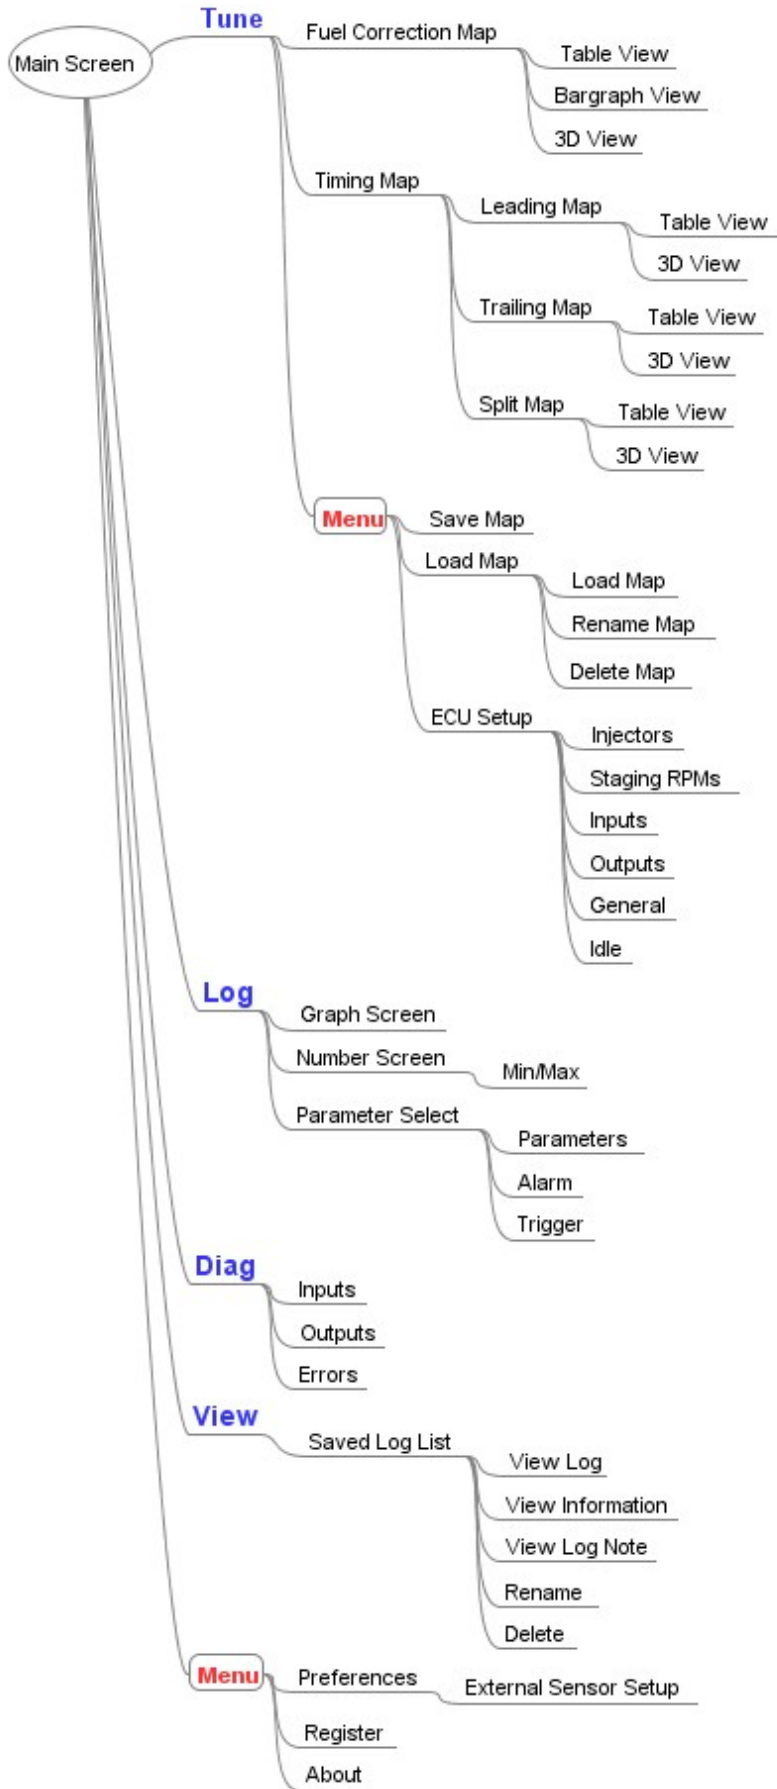 Tune
Main Screen
Fuel Correction Map
Table View
Bargraph View
3D View
Timing Map
Leading Map
Table View
3D View
Trailing Map
Table View
3D View
Split Map
Table View
3D View
Menu
Save Map
Load Map
Load Map
Rename Map
Delete Map
ECU Setup
Injectors
Staging RPMs
Inputs
Outputs
General
Idle
Log
Graph Screen
Number Screen
Min/Max
Parameter Select
Parameters
Alarm
Trigger
Diag
Inputs
Outputs
Errors
View
Saved Log List
View Log
View Information
View Log Note
Rename
Delete
Menu
Preferences
External Sensor Setup
Register
About